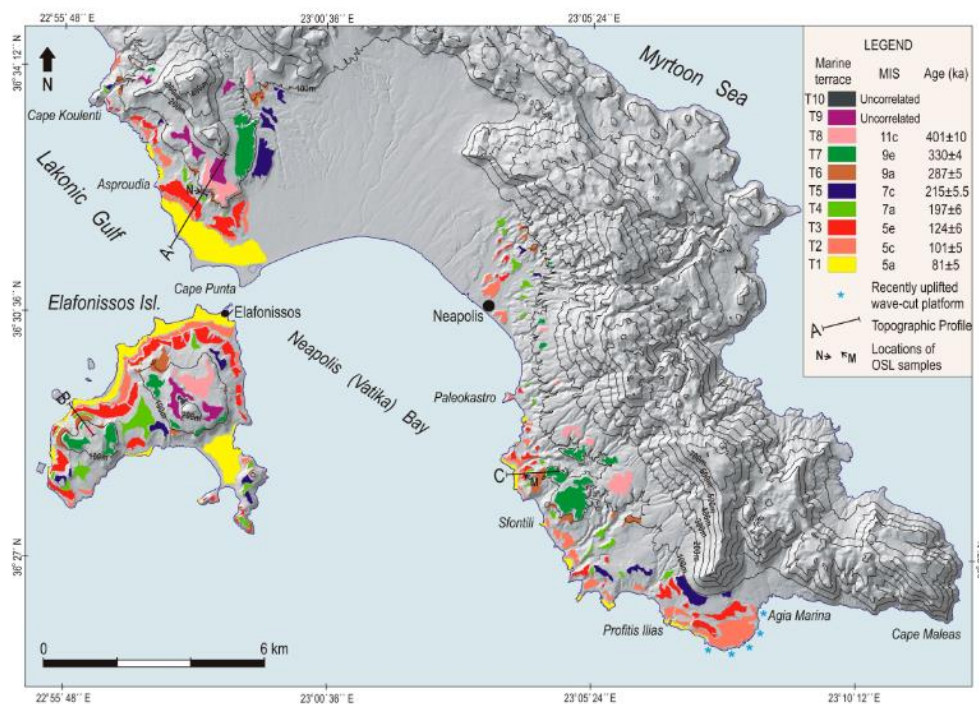 22°55´48´´ E
23°00´36´´ E
23°05´24´´ E
36°34´12´´ N
N
Cape Koulenti
Myrtoon Sea
Lakonic Gulf
Asproudia
N
A
100m
Cape Punta
Elafonissos Isl.
Elafonissos
36°30´36´´ N
Neapolis
Neapolis (Vatika) Bay
Paleokastro
B
100m
100m
C
M
Sfontili
36°27´ N
100m
200m
Profitis Ilias
Agia Marina
Cape Maleas
0
6 km
22°55´48´´ E
23°00´36´´ E
23°05´24´´ E
23°10´12´´ E
LEGEND
Marine terrace MIS Age (ka)
T10 Uncorrelated
T9 Uncorrelated
T8 11c 401±10
T7 9e 330±4
T6 9a 287±5
T5 7c 215±5.5
T4 7a 197±6
T3 5e 124±6
T2 5c 101±5
T1 5a 81±5
Recently uplifted
wave-cut platform
A Topographic Profile
N M Locations of
OSL samples